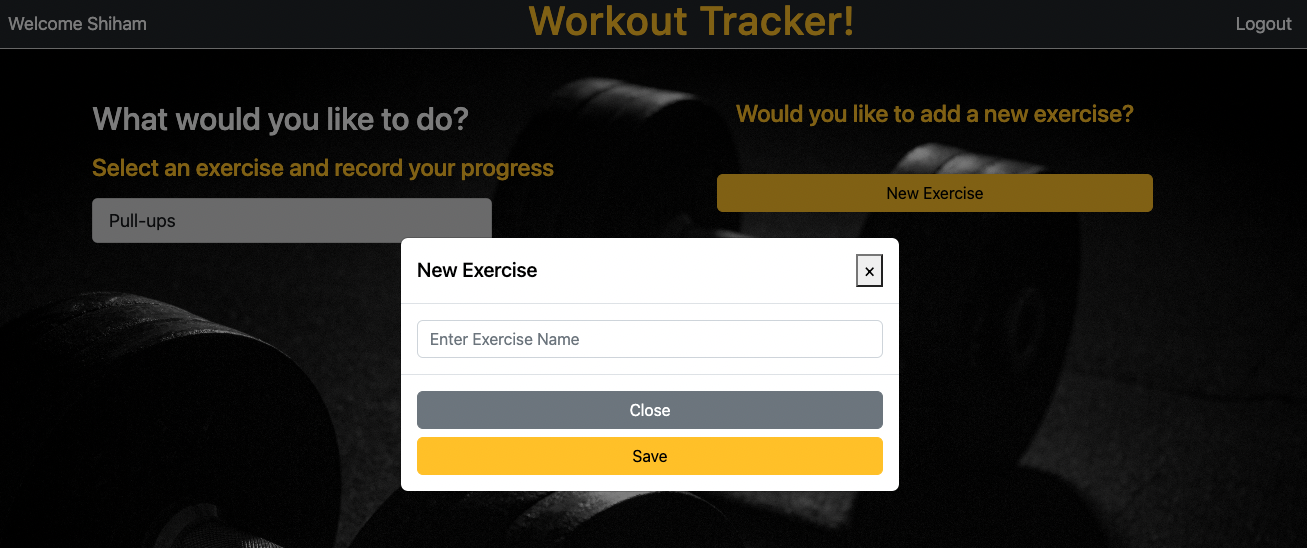 Welcome Shiham
Workout Tracker!
Logout
What would you like to do?
Select an exercise and record your progress
Pull-ups
Would you like to add a new exercise?
New Exercise
New Exercise
×
Enter Exercise Name
Close
Save